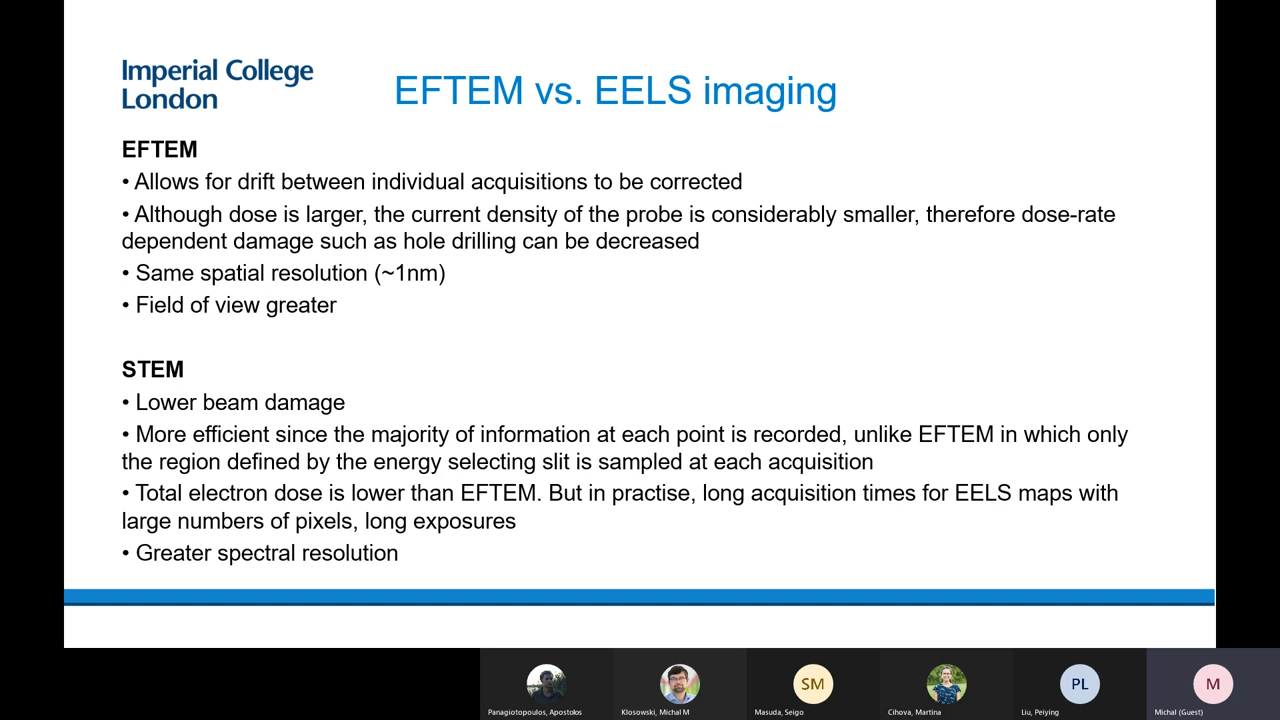 Imperial College
London
EFTEM vs. EELS imaging
EFTEM
• Allows for drift between individual acquisitions to be corrected
• Although dose is larger, the current density of the probe is considerably smaller, therefore dose-rate
dependent damage such as hole drilling can be decreased
• Same spatial resolution (~1nm)
• Field of view greater
STEM
• Lower beam damage
• More efficient since the majority of information at each point is recorded, unlike EFTEM in which only
the region defined by the energy selecting slit is sampled at each acquisition
• Total electron dose is lower than EFTEM. But in practise, long acquisition times for EELS maps with
large numbers of pixels, long exposures
• Greater spectral resolution
SM
PL
M
Panagiotopoulos, Apostolos
Klosowski, Michal M
Masuda, Seigo
Cihova, Martina
Liu, Peiying
Michal (Guest)